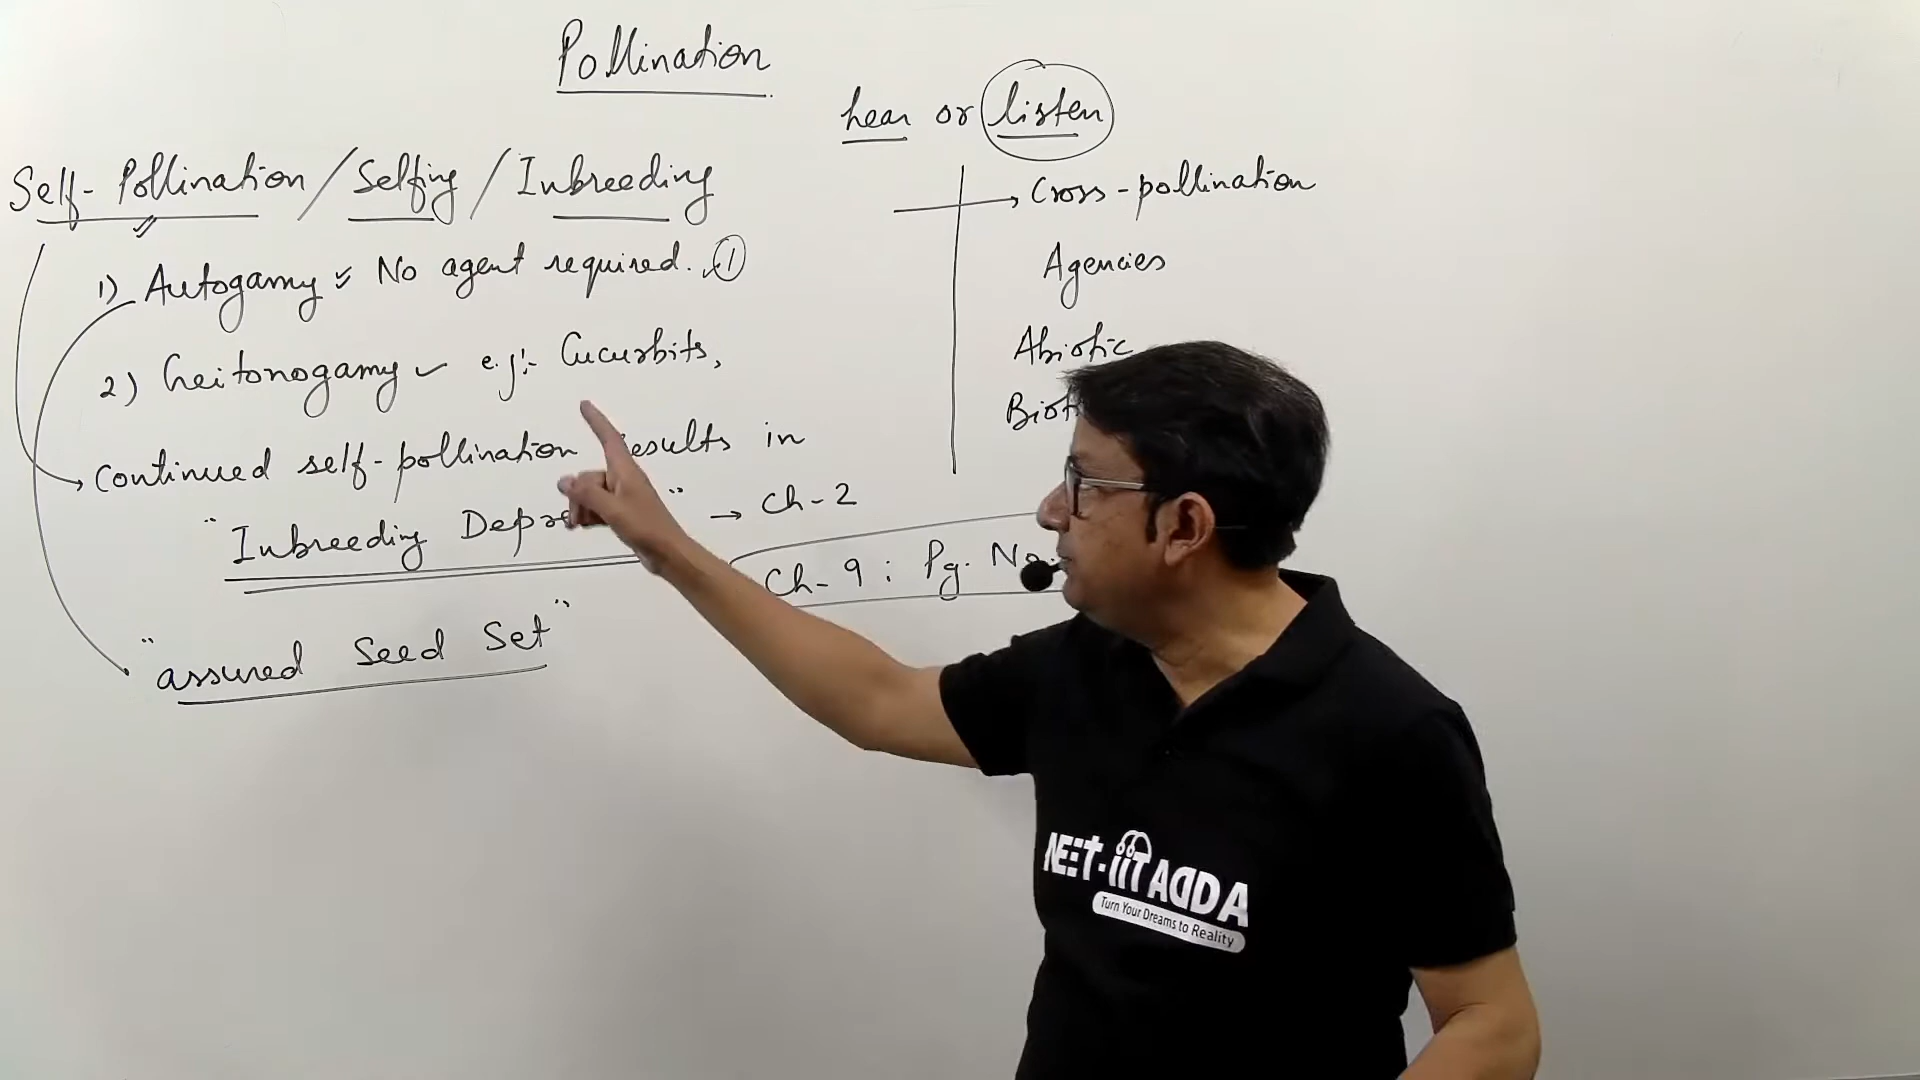 Pollination
hear or listen
Self-Pollination / Selfing / Inbreeding
1) Autogamy ✓ No agent required. ①
2) Geitonogamy ✓ e.g:- Cucurbits,
Continued self-pollination results in
"Inbreeding "→ Ch-2
Ch-9: Pg. No.
"assured Seed Set"
→ Cross-pollination
Agencies
Abiotic
NEET-IIT ADDA
Turn Your Dreams to Reality